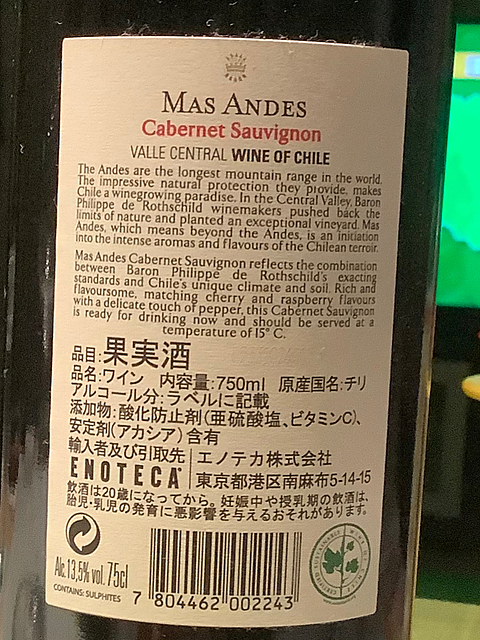 MAS ANDES
Cabernet Sauvignon
VALLE CENTRAL WINE OF CHILE
The Andes are the longest mountain range in the world.
The impressive natural protection they provide, makes
Chile a winegrowing paradise. In the Central Valley, Baron
Philippe de Rothschild winemakers pushed back the
limits of nature and planted an exceptional vineyard. Mas
Andes, which means beyond the Andes, is an initiation
into the intense aromas and flavours of the Chilean terroir.
Mas Andes Cabernet Sauvignon reflects the combination
between Baron Philippe de Rothschild's exacting
standards and Chile's unique climate and soil. Rich and
flavoursome, matching cherry and raspberry flavours
with a delicate touch of pepper, this Cabernet Sauvignon
is ready for drinking now and should be served at a
temperature of 15° C.
品目:果実酒
品名:ワイン 内容量:750ml 原産国名:チリ
アルコール分:ラベルに記載
添加物:酸化防止剤(亜硫酸塩、ビタミンC)、
安定剤(アカシア)含有
輸入者及び引取先 エノテカ株式会社
ENOTECA 東京都港区南麻布5-14-15
飲酒は20歳になってから。妊娠中や授乳期の飲酒は、
胎児・乳児の発育に悪影響を与えるおそれがあります。
Alc.13,5% vol. 75cl
CONTAINS: SULPHITES
7 804462 002243